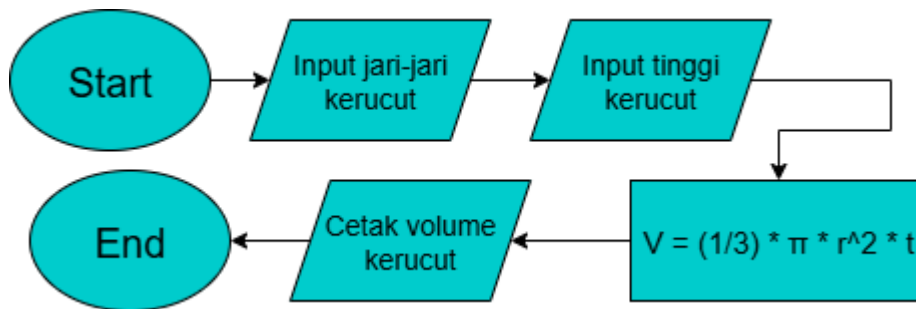 Start
Input jari-jari
kerucut
Input tinggi
kerucut
V = (1/3) * π * r^2 * t
Cetak volume
kerucut
End